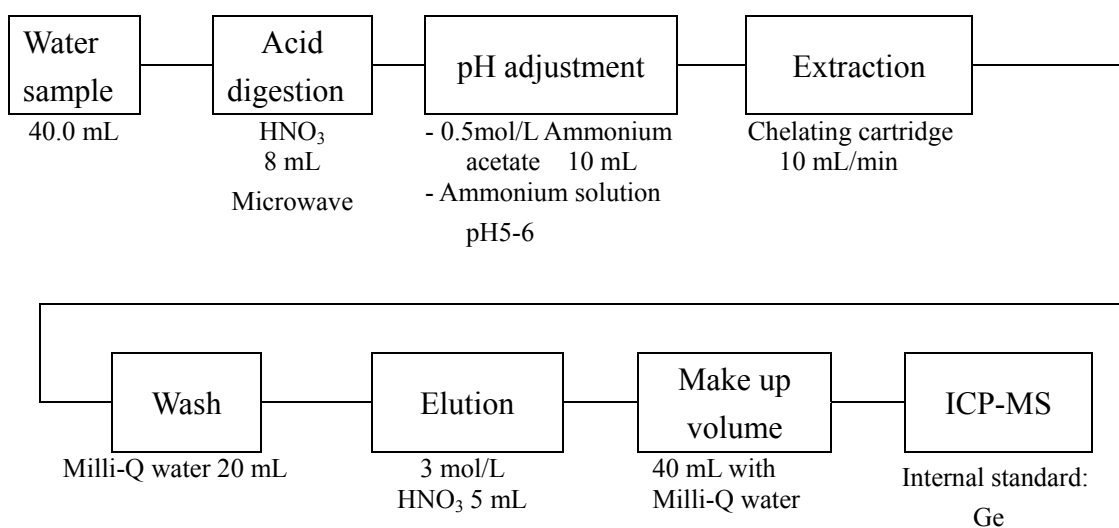 Water
sample
40.0 mL
Acid
digestion
HNO₃
8 mL
Microwave
pH adjustment
- 0.5mol/L Ammonium
acetate 10 mL
- Ammonium solution
pH5-6
Extraction
Chelating cartridge
10 mL/min
Wash
Milli-Q water 20 mL
Elution
3 mol/L
HNO₃ 5 mL
Make up
volume
40 mL with
Milli-Q water
ICP-MS
Internal standard:
Ge